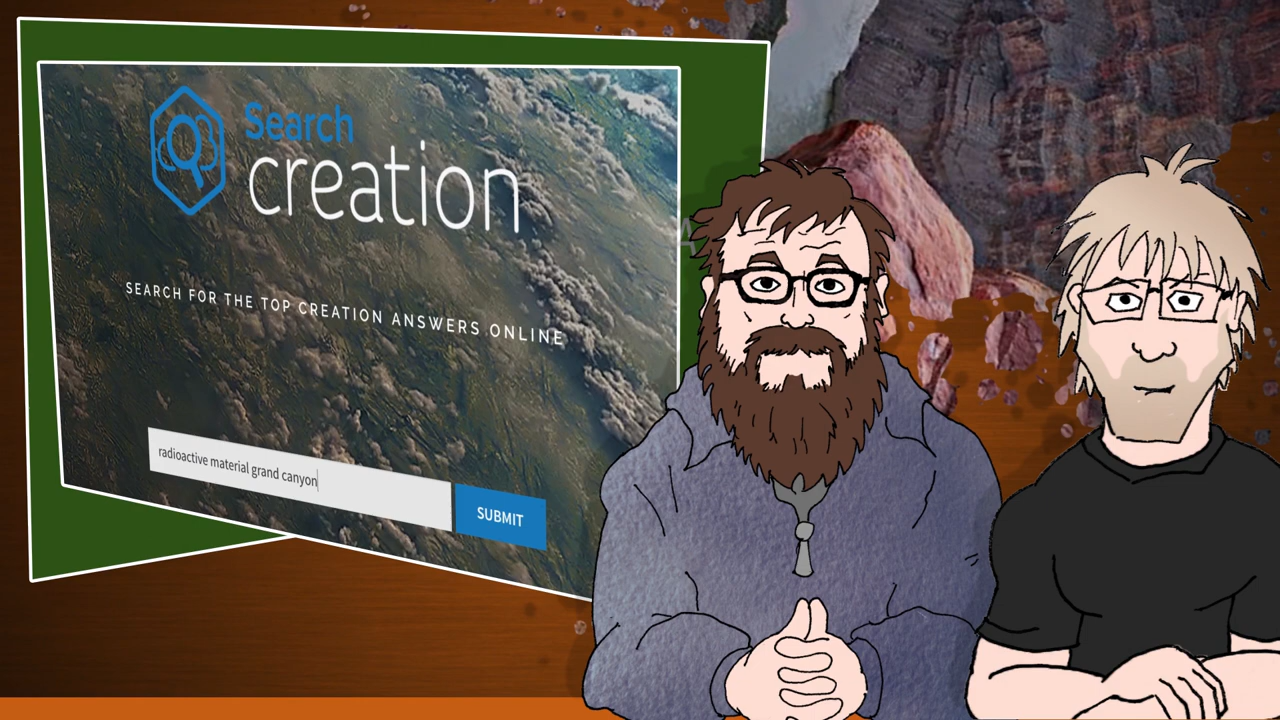 Search
creation
SEARCH FOR THE TOP CREATION ANSWERS ONLINE
radioactive material grand canyon
SUBMIT